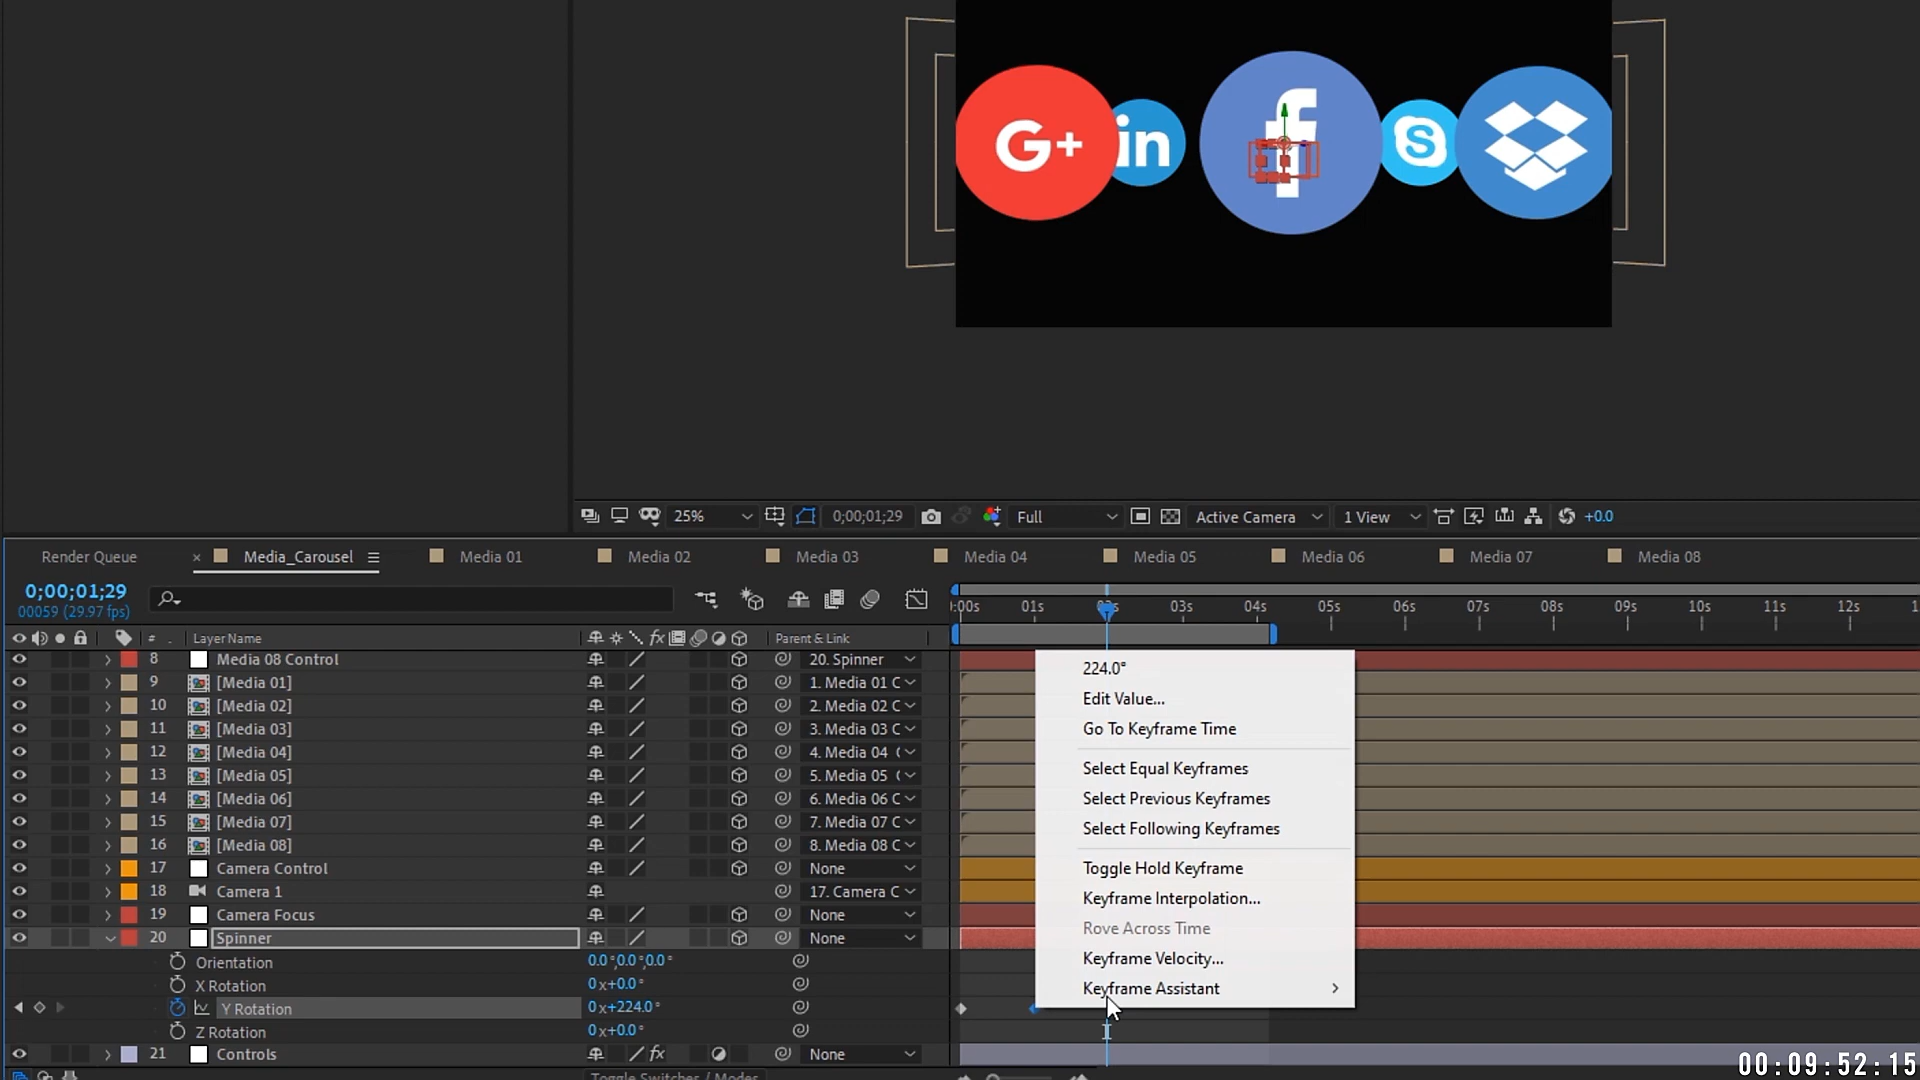 G+
in
f
S
25%
0;00;01;29
Full
Active Camera
1 View
+0.0
Render Queue
× Media_Carousel
Media 01
Media 02
Media 03
Media 04
Media 05
Media 06
Media 07
Media 08
0;00;01;29
00059 (29.97 fps)
:00s 01s 02s 03s 04s 05s 06s 07s 08s 09s 10s 11s 12s 1
# . Layer Name fx Parent & Link
8 Media 08 Control 20. Spinner
9 [Media 01] 1. Media 01 C
10 [Media 02] 2. Media 02 C
11 [Media 03] 3. Media 03 C
12 [Media 04] 4. Media 04 (
13 [Media 05] 5. Media 05 (
14 [Media 06] 6. Media 06 C
15 [Media 07] 7. Media 07 C
16 [Media 08] 8. Media 08 C
17 Camera Control None
18 Camera 1 17. Camera C
19 Camera Focus None
20 Spinner None
Orientation 0.0°,0.0°,0.0°
X Rotation 0x+0.0°
Y Rotation 0x+224.0°
Z Rotation 0x+0.0°
21 Controls fx None
Toggle Switches / Modes
224.0°
Edit Value...
Go To Keyframe Time
Select Equal Keyframes
Select Previous Keyframes
Select Following Keyframes
Toggle Hold Keyframe
Keyframe Interpolation...
Rove Across Time
Keyframe Velocity...
Keyframe Assistant
00:09:52:15